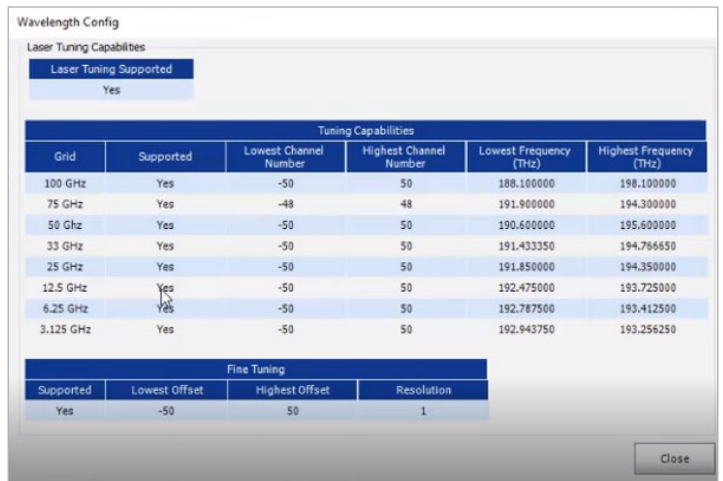 Wavelength Config
Laser Tuning Capabilities
Laser Tuning Supported
Yes
Tuning Capabilities
Grid Supported Lowest Channel Number Highest Channel Number Lowest Frequency (THz) Highest Frequency (THz)
100 GHz Yes -50 50 188.100000 198.100000
75 GHz Yes -48 48 191.900000 194.300000
50 Ghz Yes -50 50 190.600000 195.600000
33 GHz Yes -50 50 191.433350 194.766650
25 GHz Yes -50 50 191.850000 194.350000
12.5 GHz Yes -50 50 192.475000 193.725000
6.25 GHz Yes -50 50 192.787500 193.412500
3.125 GHz Yes -50 50 192.943750 193.256250
Fine Tuning
Supported Lowest Offset Highest Offset Resolution
Yes -50 50 1
Close